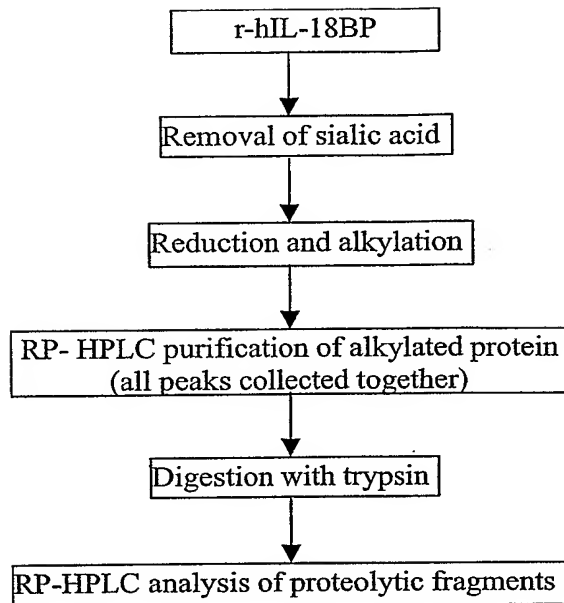 r-hIL-18BP
Removal of sialic acid
Reduction and alkylation
RP- HPLC purification of alkylated protein
(all peaks collected together)
Digestion with trypsin
RP-HPLC analysis of proteolytic fragments